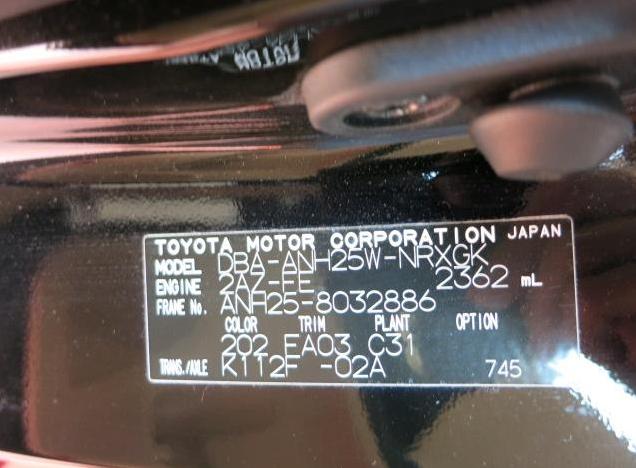 TOYOTA MOTOR CORPORATION JAPAN
MODEL DBA-ANH25W-NRXGK
ENGINE 2AZ-FE 2362 mL
FRAME No. ANH25-8032886
COLOR TRIM PLANT OPTION
202 EA03 C31
TRANS./AXLE K112F -02A 745